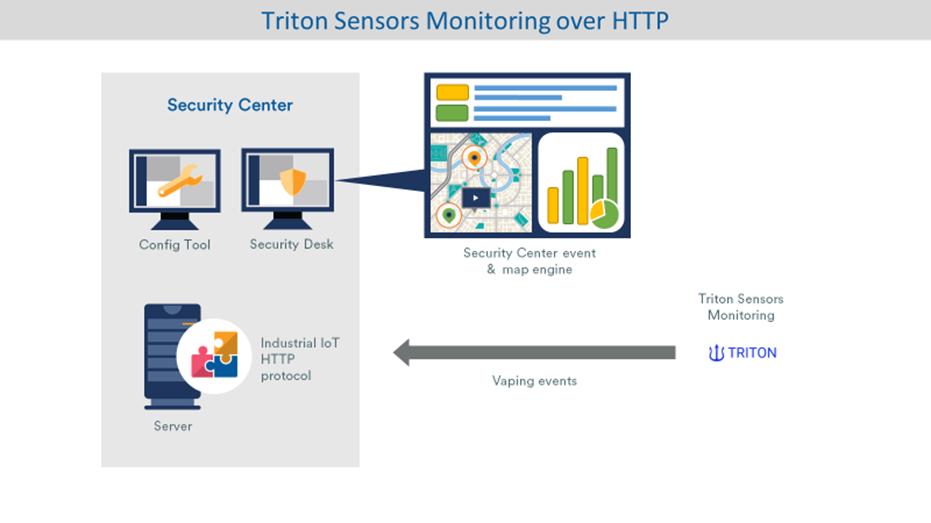 Triton Sensors Monitoring over HTTP
Security Center
Config Tool
Security Desk
Security Center event
& map engine
Triton Sensors
Monitoring
TRITON
Industrial IoT
HTTP
protocol
Vaping events
Server